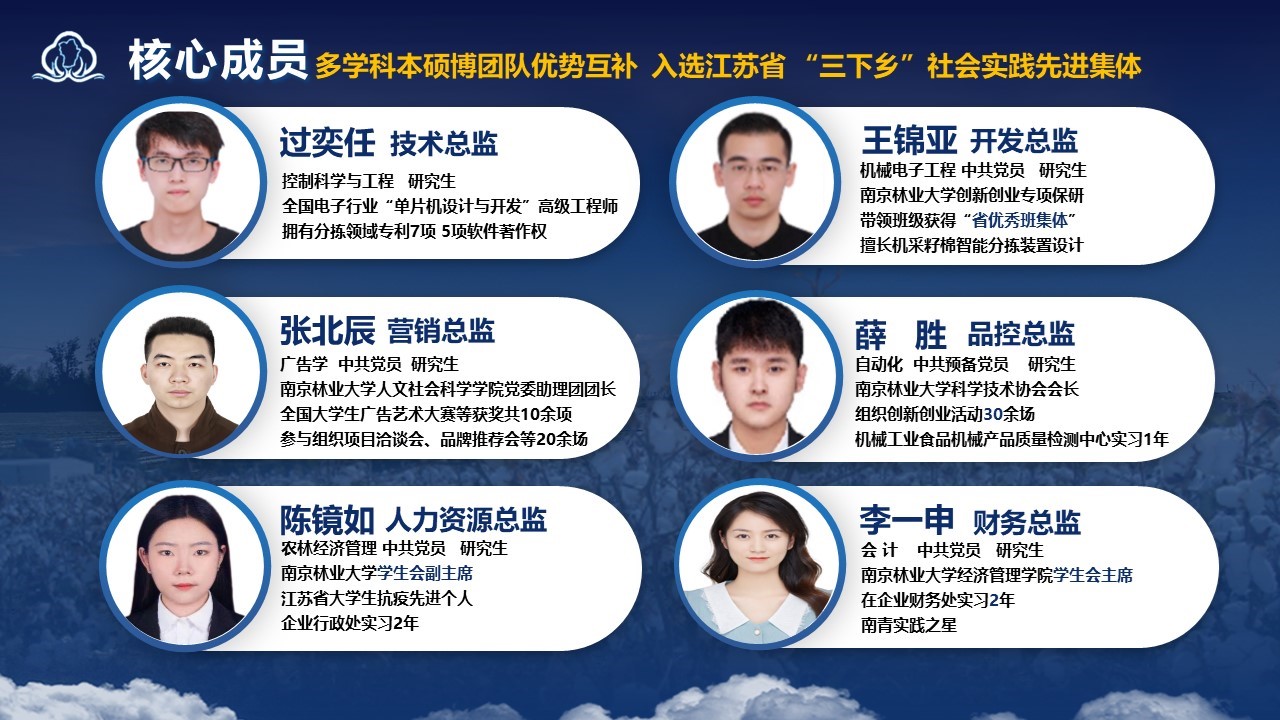 核心成员 多学科本硕博团队优势互补 入选江苏省 “三下乡”社会实践先进集体
过奕任 技术总监
控制科学与工程 研究生
全国电子行业“单片机设计与开发”高级工程师
拥有分拣领域专利7项 5项软件著作权
王锦亚 开发总监
机械电子工程 中共党员 研究生
南京林业大学创新创业专项保研
带领班级获得“省优秀班集体”
擅长机采籽棉智能分拣装置设计
张北辰 营销总监
广告学 中共党员 研究生
南京林业大学人文社会科学学院党委助理团团长
全国大学生广告艺术大赛等获奖共10余项
参与组织项目洽谈会、品牌推荐会等20余场
薛 胜 品控总监
自动化 中共预备党员 研究生
南京林业大学科学技术协会会长
组织创新创业活动30余场
机械工业食品机械产品质量检测中心实习1年
陈镜如 人力资源总监
农林经济管理 中共党员 研究生
南京林业大学学生会副主席
江苏省大学生抗疫先进个人
企业行政处实习2年
李一申 财务总监
会 计 中共党员 研究生
南京林业大学经济管理学院学生会主席
在企业财务处实习2年
南青实践之星